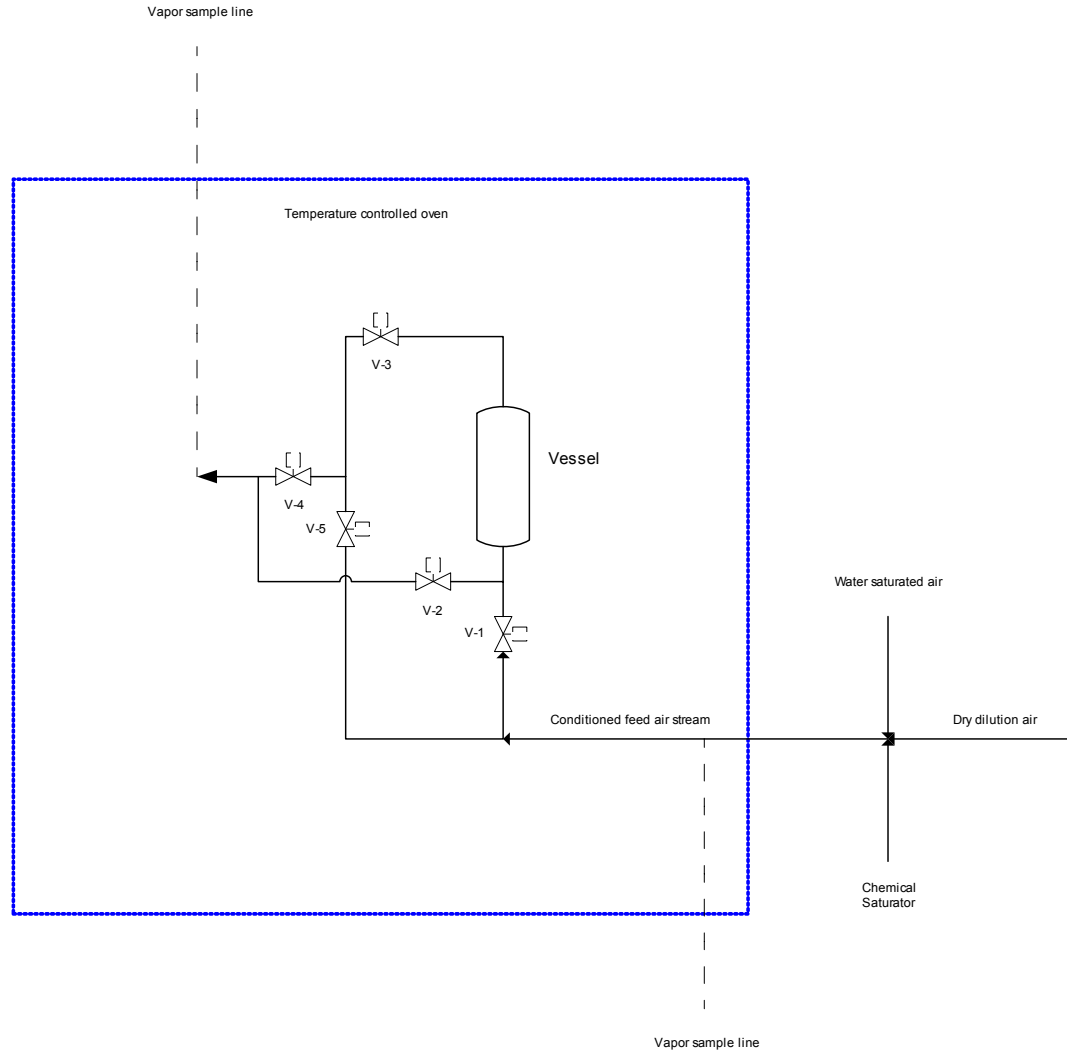 Vapor sample line
Temperature controlled oven
V-3
Vessel
V-4
V-5
V-2
Water saturated air
V-1
Conditioned feed air stream
Dry dilution air
Chemical
Saturator
Vapor sample line